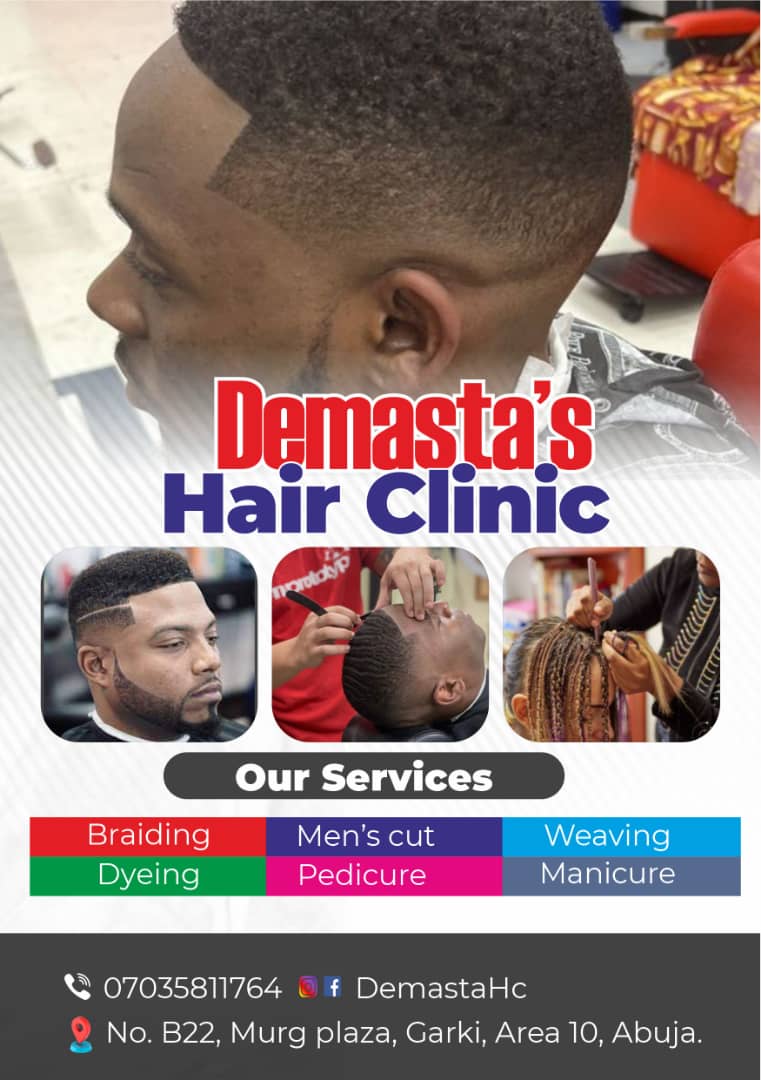 Demasta's
Hair Clinic
Our Services
Braiding
Men's cut
Weaving
Dyeing
Pedicure
Manicure
07035811764 DemastaHc
No. B22, Murg plaza, Garki, Area 10, Abuja.